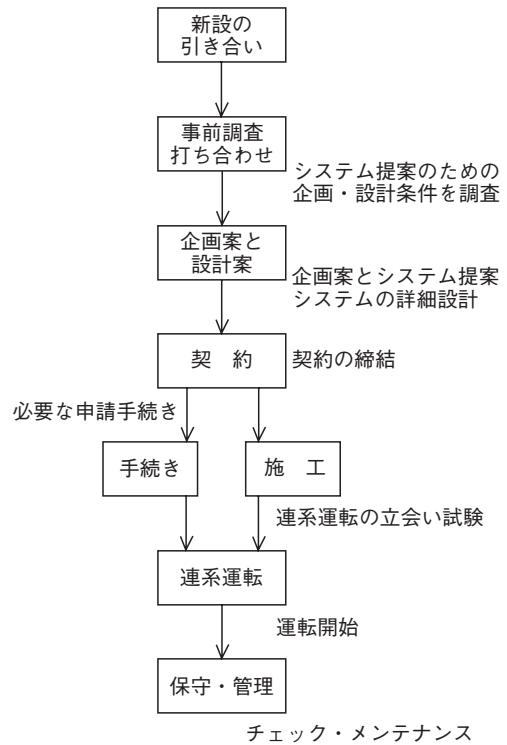 新設の
引き合い
事前調査
打ち合わせ
システム提案のための
企画・設計条件を調査
企画案と
設計案
企画案とシステム提案
システムの詳細設計
契　約
契約の締結
必要な申請手続き
手続き
施　工
連系運転の立会い試験
連系運転
運転開始
保守・管理
チェック・メンテナンス